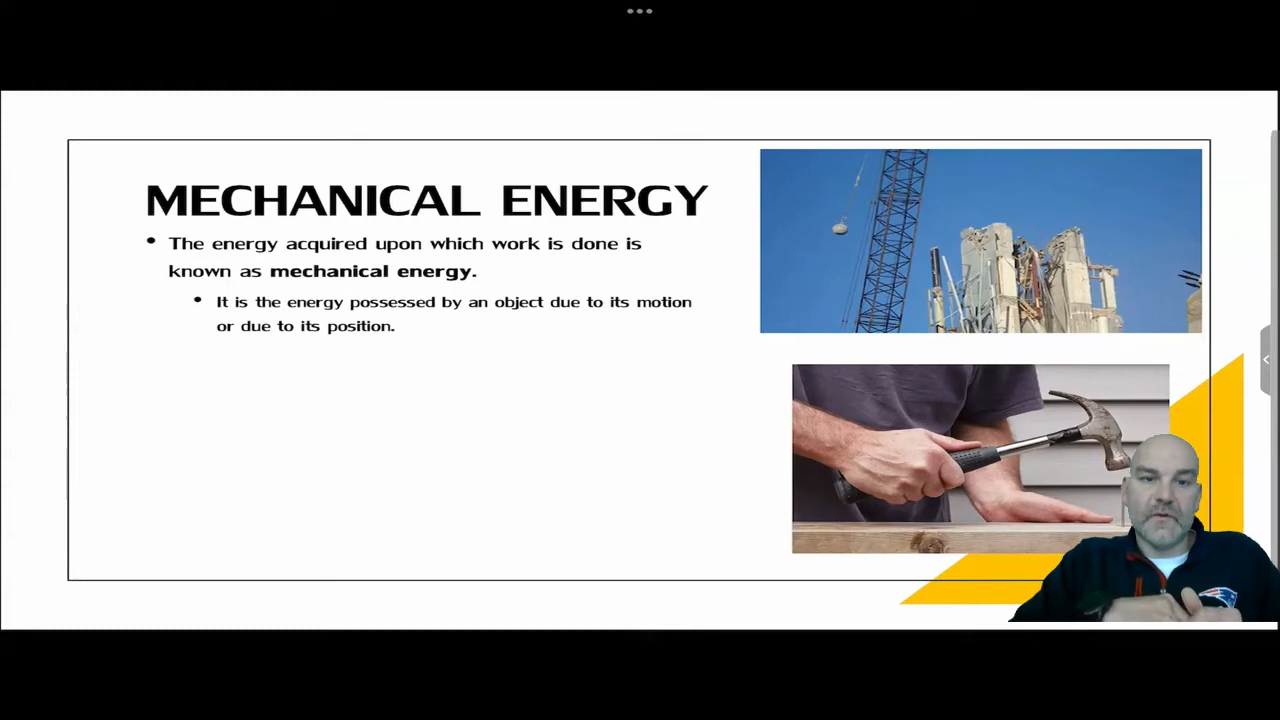 MECHANICAL ENERGY
• The energy acquired upon which work is done is
known as mechanical energy.
• It is the energy possessed by an object due to its motion
or due to its position.